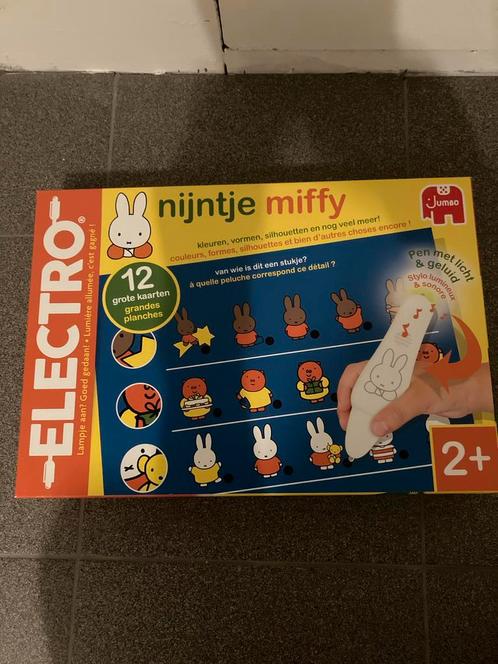 ELECTRO®
Lampje aan? Goed gedaan! • Lumière allumée, c'est gagné !
nijntje miffy
JUMBO
kleuren, vormen, silhouetten en nog veel meer!
couleurs, formes, silhouettes et bien d'autres choses encore !
12
grote kaarten
grandes
planches
van wie is dit een stukje?
à quelle peluche correspond ce détail ?
Pen met licht
& geluid
Stylo lumineux
& sonore
2+